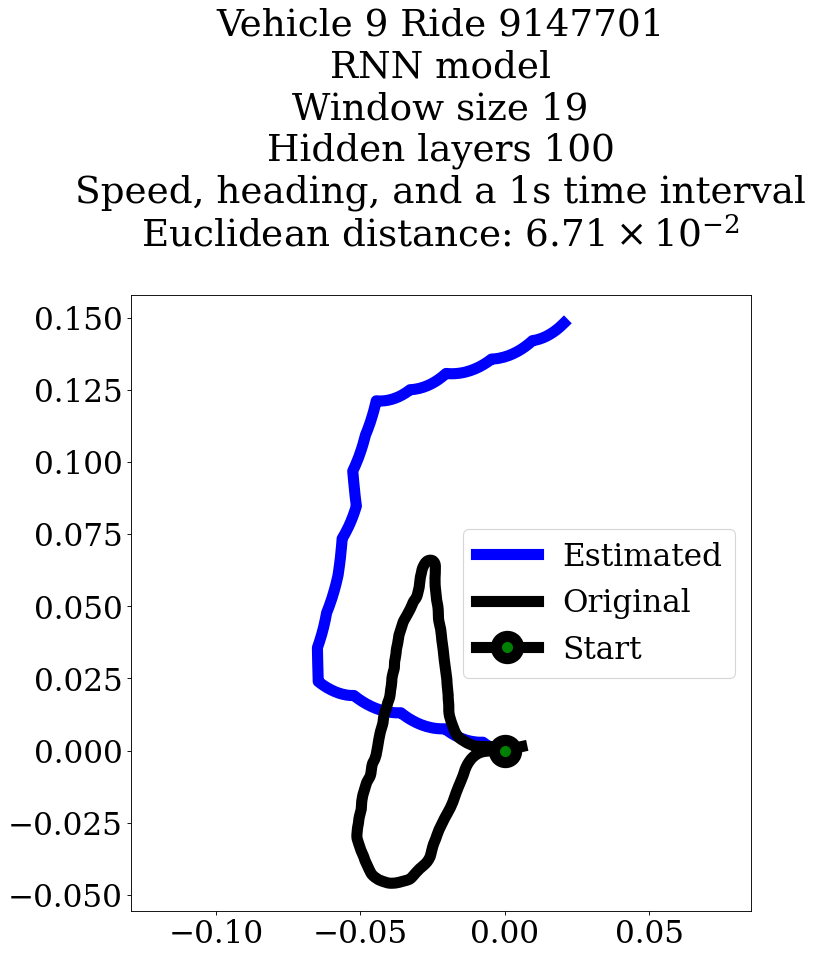 Vehicle 9 Ride 9147701
RNN model
Window size 19
Hidden layers 100
Speed, heading, and a 1s time interval
Euclidean distance: 6.71 × 10⁻²
0.150
0.125
0.100
0.075
0.050
0.025
0.000
−0.025
−0.050
Estimated
Original
Start
−0.10
−0.05
0.00
0.05